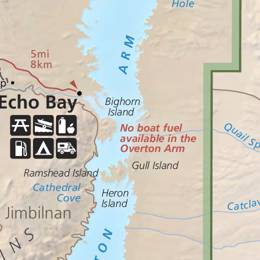 Hole
ARM
5mi
8km
Echo Bay
Bighorn
Island
No boat fuel
available in the
Overton Arm
Quail Sp
Gull Island
Ramshead Island
Cathedral
Cove
Heron
Island
Catclaw
Jimbilnan
INS
TON